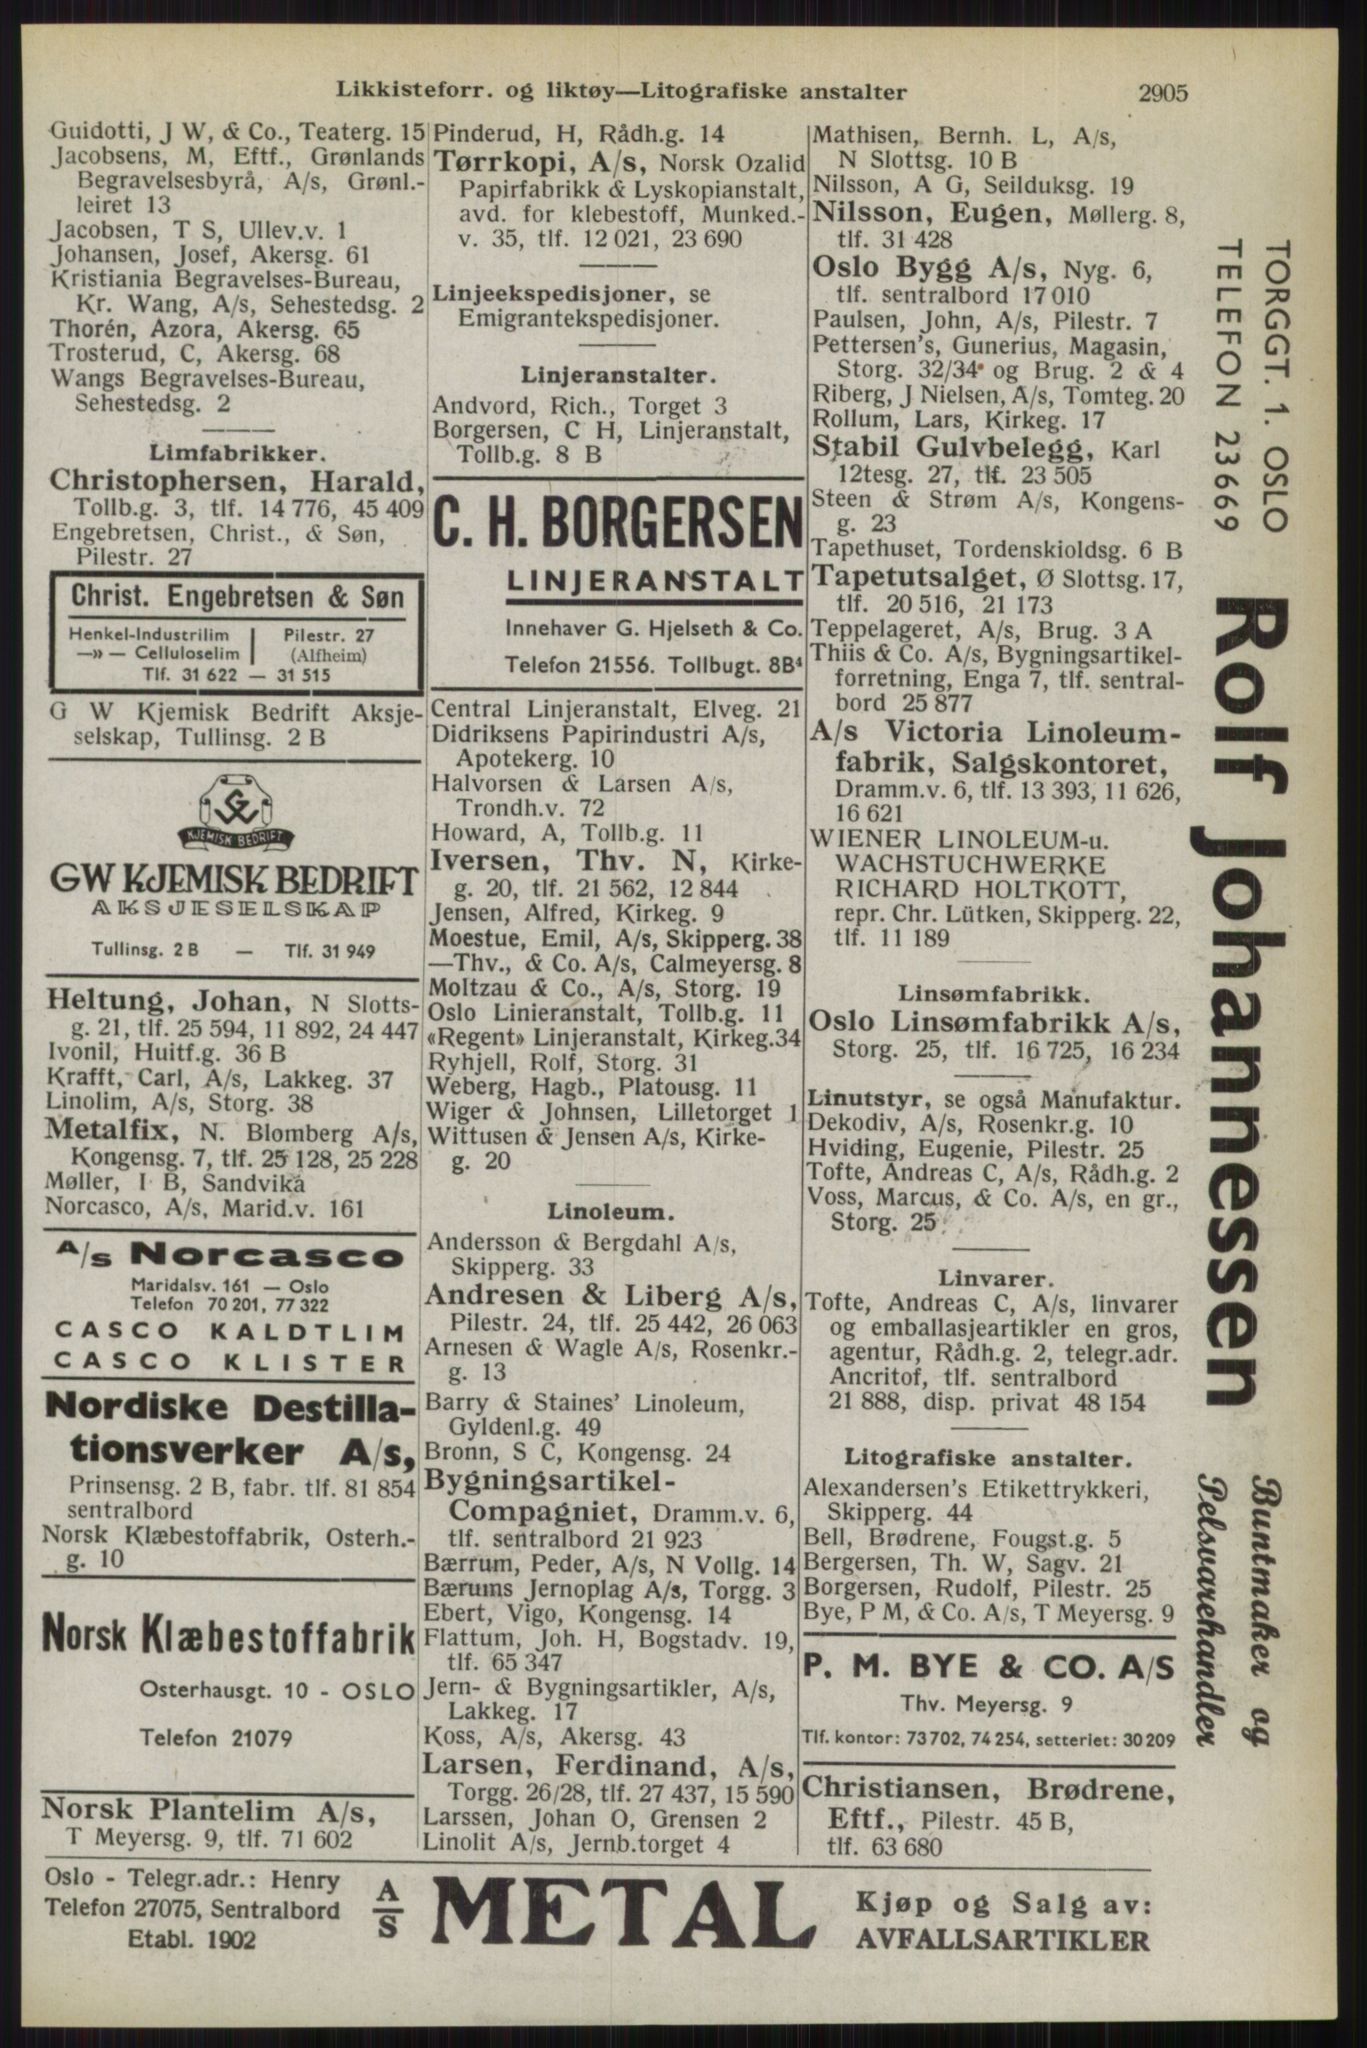 Likkisteforr. og liktøy—Litografiske anstalter
2905
Guidotti, J W, & Co., Teaterg. 15
Jacobsens, M, Eftf., Grønlands
Begravelsesbyrå, A/s, Grønl.-
leiret 13
Jacobsen, T S, Ullev.v. 1
Johansen, Josef, Akersg. 61
Kristiania Begravelses-Bureau,
Kr. Wang, A/s, Sehestedsg. 2
Thorén, Azora, Akersg. 65
Trosterud, C, Akersg. 68
Wangs Begravelses-Bureau,
Sehestedsg. 2
Limfabrikker.
Christophersen, Harald,
Tollb.g. 3, tlf. 14 776, 45 409
Engebretsen, Christ., & Søn,
Pilestr. 27
Christ. Engebretsen & Søn
Henkel-Industrilim | Pilestr. 27
—»— Celluloselim | (Alfheim)
Tlf. 31 622 — 31 515
G W Kjemisk Bedrift Aksje-
selskap, Tullinsg. 2 B
GW
KJEMISK BEDRIFT
GW KJEMISK BEDRIFT
AKSJESELSKAP
Tullinsg. 2 B — Tlf. 31 949
Heltung, Johan, N Slotts-
g. 21, tlf. 25 594, 11 892, 24 447
Ivonil, Huitf.g. 36 B
Krafft, Carl, A/s, Lakkeg. 37
Linolim, A/s, Storg. 38
Metalfix, N. Blomberg A/s,
Kongensg. 7, tlf. 25 128, 25 228
Møller, I B, Sandvika
Norcasco, A/s, Marid.v. 161
A/s Norcasco
Maridalsv. 161 — Oslo
Telefon 70 201, 77 322
CASCO KALDTLIM
CASCO KLISTER
Nordiske Destilla-
tionsverker A/s,
Prinsensg. 2 B, fabr. tlf. 81 854
sentralbord
Norsk Klæbestoffabrik, Osterh.-
g. 10
Norsk Klæbestoffabrik
Osterhausgt. 10 - OSLO
Telefon 21079
Norsk Plantelim A/s,
T Meyersg. 9, tlf. 71 602
Pinderud, H, Rådh.g. 14
Tørrkopi, A/s, Norsk Ozalid
Papirfabrikk & Lyskopianstalt,
avd. for klebestoff, Munked.-
v. 35, tlf. 12 021, 23 690
Linjeekspedisjoner, se
Emigrantekspedisjoner.
Linjeranstalter.
Andvord, Rich., Torget 3
Borgersen, C H, Linjeranstalt,
Tollb.g. 8 B
C. H. BORGERSEN
LINJERANSTALT
Innehaver G. Hjelseth & Co.
Telefon 21556. Tollbugt. 8B⁴
Central Linjeranstalt, Elveg. 21
Didriksens Papirindustri A/s,
Apotekerg. 10
Halvorsen & Larsen A/s,
Trondh.v. 72
Howard, A, Tollb.g. 11
Iversen, Thv. N, Kirke-
g. 20, tlf. 21 562, 12 844
Jensen, Alfred, Kirkeg. 9
Moestue, Emil, A/s, Skipperg. 38
—Thv., & Co. A/s, Calmeyersg. 8
Moltzau & Co., A/s, Storg. 19
Oslo Linieranstalt, Tollb.g. 11
«Regent» Linjeranstalt, Kirkeg.34
Ryhjell, Rolf, Storg. 31
Weberg, Hagb., Platousg. 11
Wiger & Johnsen, Lilletorget 1
Wittusen & Jensen A/s, Kirke-
g. 20
Linoleum.
Andersson & Bergdahl A/s,
Skipperg. 33
Andresen & Liberg A/s,
Pilestr. 24, tlf. 25 442, 26 063
Arnesen & Wagle A/s, Rosenkr.-
g. 13
Barry & Staines' Linoleum,
Gyldenl.g. 49
Bronn, S C, Kongensg. 24
Bygningsartikel-
Compagniet, Dramm.v. 6,
tlf. sentralbord 21 923
Bærrum, Peder, A/s, N Vollg. 14
Bærums Jernoplag A/s, Torgg. 3
Ebert, Vigo, Kongensg. 14
Flattum, Joh. H, Bogstadv. 19,
tlf. 65 347
Jern- & Bygningsartikler, A/s,
Lakkeg. 17
Koss, A/s, Akersg. 43
Larsen, Ferdinand, A/s,
Torgg. 26/28, tlf. 27 437, 15 590
Larssen, Johan O, Grensen 2
Linolit A/s, Jernb.torget 4
Mathisen, Bernh. L, A/s,
N Slottsg. 10 B
Nilsson, A G, Seilduksg. 19
Nilsson, Eugen, Møllerg. 8,
tlf. 31 428
Oslo Bygg A/s, Nyg. 6,
tlf. sentralbord 17 010
Paulsen, John, A/s, Pilestr. 7
Pettersen's, Gunerius, Magasin,
Storg. 32/34 og Brug. 2 & 4
Riberg, J Nielsen, A/s, Tomteg. 20
Rollum, Lars, Kirkeg. 17
Stabil Gulvbelegg, Karl
12tesg. 27, tlf. 23 505
Steen & Strøm A/s, Kongens-
g. 23
Tapethuset, Tordenskioldsg. 6 B
Tapetutsalget, Ø Slottsg. 17,
tlf. 20 516, 21 173
Teppelageret, A/s, Brug. 3 A
Thiis & Co. A/s, Bygningsartikel-
forretning, Enga 7, tlf. sentral-
bord 25 877
A/s Victoria Linoleum-
fabrik, Salgskontoret,
Dramm.v. 6, tlf. 13 393, 11 626,
16 621
WIENER LINOLEUM-u.
WACHSTUCHWERKE
RICHARD HOLTKOTT,
repr. Chr. Lütken, Skipperg. 22,
tlf. 11 189
Linsømfabrikk.
Oslo Linsømfabrikk A/s,
Storg. 25, tlf. 16 725, 16 234
Linutstyr, se også Manufaktur.
Dekodiv, A/s, Rosenkr.g. 10
Hviding, Eugenie, Pilestr. 25
Tofte, Andreas C, A/s, Rådh.g. 2
Voss, Marcus, & Co. A/s, en gr.,
Storg. 25
Linvarer.
Tofte, Andreas C, A/s, linvarer
og emballasjeartikler en gros,
agentur, Rådh.g. 2, telegr.adr.
Ancritof, tlf. sentralbord
21 888, disp. privat 48 154
Litografiske anstalter.
Alexandersen's Etikettrykkeri,
Skipperg. 44
Bell, Brødrene, Fougst.g. 5
Bergersen, Th. W, Sagv. 21
Borgersen, Rudolf, Pilestr. 25
Bye, P M, & Co. A/s, T Meyersg. 9
P. M. BYE & CO. A/S
Thv. Meyersg. 9
Tlf. kontor: 73702, 74254, setteriet: 30209
Christiansen, Brødrene,
Eftf., Pilestr. 45 B,
tlf. 63 680
TORGGT. 1. OSLO
TELEFON 23669
Rolf Johannessen
Buntmaker og
Pelsvarehandler
Oslo - Telegr.adr.: Henry
Telefon 27075, Sentralbord
Etabl. 1902
A/S METAL
Kjøp og Salg av:
AVFALLSARTIKLER